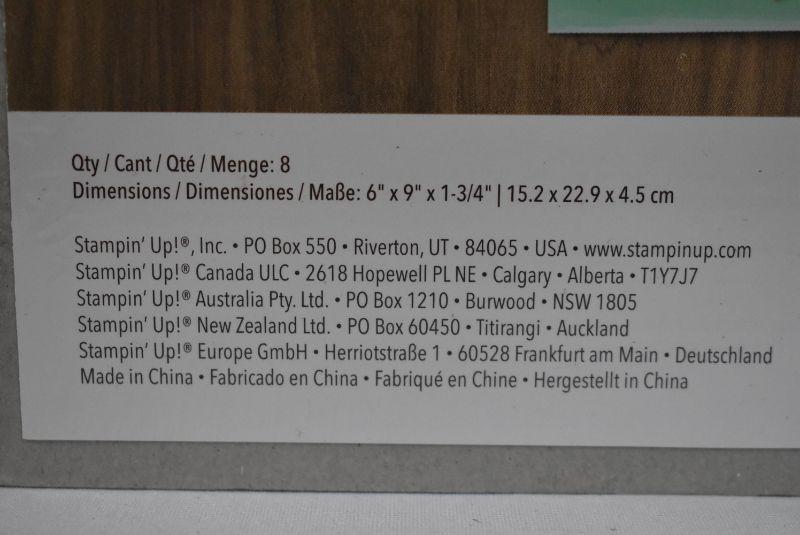 Qty / Cant / Qté / Menge: 8
Dimensions / Dimensiones / Maße: 6" x 9" x 1-3/4" | 15.2 x 22.9 x 4.5 cm
Stampin' Up!®, Inc. • PO Box 550 • Riverton, UT • 84065 • USA • www.stampinup.com
Stampin' Up!® Canada ULC • 2618 Hopewell PL NE • Calgary • Alberta • T1Y7J7
Stampin' Up!® Australia Pty. Ltd. • PO Box 1210 • Burwood • NSW 1805
Stampin' Up!® New Zealand Ltd. • PO Box 60450 • Titirangi • Auckland
Stampin' Up!® Europe GmbH • Herriotstraße 1 • 60528 Frankfurt am Main • Deutschland
Made in China • Fabricado en China • Fabriqué en Chine • Hergestellt in China